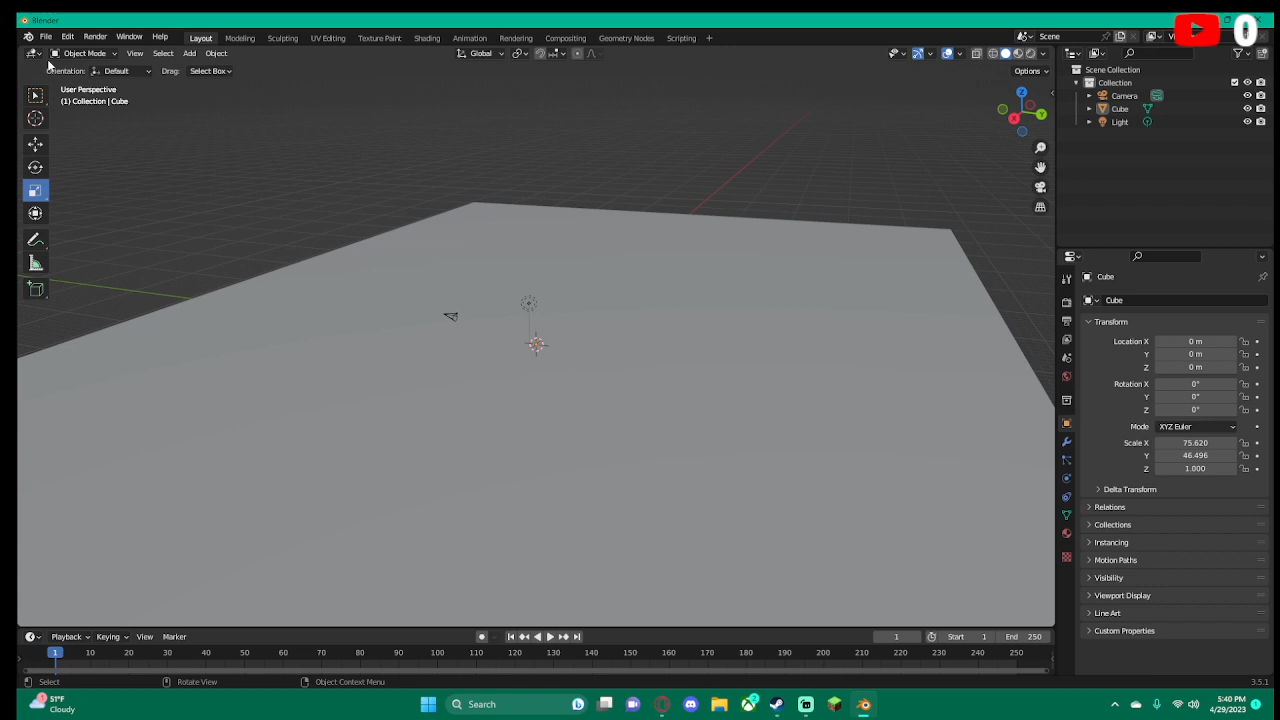 Blender
0
File Edit Render Window Help Layout Modeling Sculpting UV Editing Texture Paint Shading Animation Rendering Compositing Geometry Nodes Scripting + Scene
Object Mode View Select Add Object Global
Orientation: Default Drag: Select Box Options
User Perspective
(1) Collection | Cube
Z
Y
X
Scene Collection
Collection
Camera
Cube
Light
Cube
Cube
Transform
Location X 0 m
Y 0 m
Z 0 m
Rotation X 0°
Y 0°
Z 0°
Mode XYZ Euler
Scale X 75.620
Y 46.496
Z 1.000
Delta Transform
Relations
Collections
Instancing
Motion Paths
Visibility
Viewport Display
Line Art
Custom Properties
Playback Keying View Marker 1 Start 1 End 250
1 10 20 30 40 50 60 70 80 90 100 110 120 130 140 150 160 170 180 190 200 210 220 230 240 250
Select Rotate View Object Context Menu 3.5.1
51°F
Cloudy
Search
5:40 PM
4/29/2023